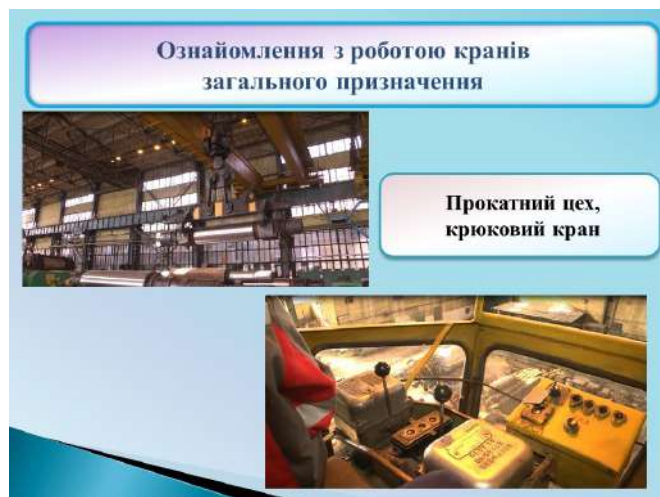 Ознайомлення з роботою кранів
загального призначення
Прокатний цех,
крюковий кран